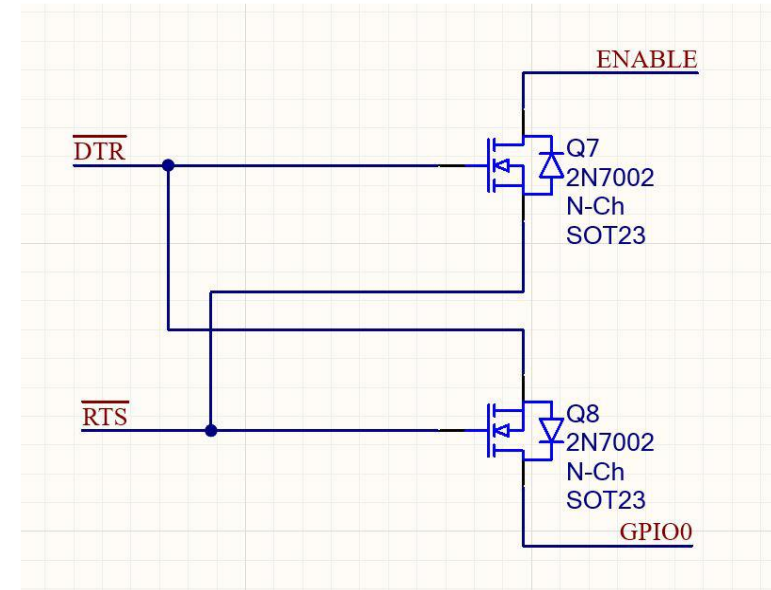 ENABLE
DTR
Q7
2N7002
N-Ch
SOT23
RTS
Q8
2N7002
N-Ch
SOT23
GPIO0